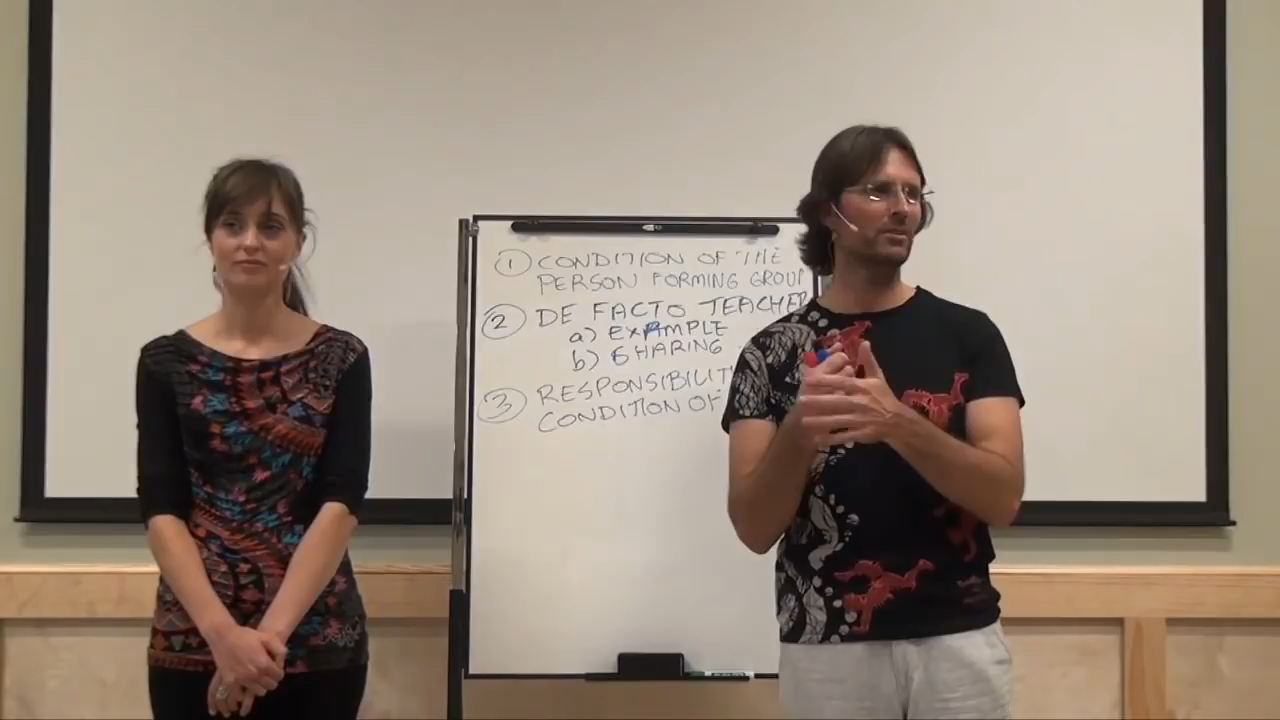 ① CONDITION OF THE
PERSON FORMING GROUP
② DE FACTO TEACHER
a) EXAMPLE
b) SHARING
③ RESPONSIBILIT
CONDITION OF